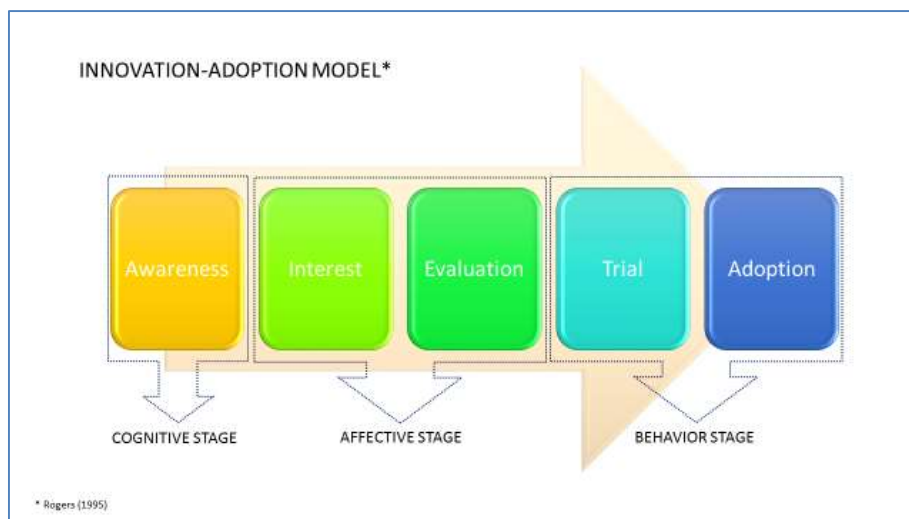 INNOVATION-ADOPTION MODEL*
Awareness
Interest
Evaluation
Trial
Adoption
COGNITIVE STAGE
AFFECTIVE STAGE
BEHAVIOR STAGE
* Rogers (1995)